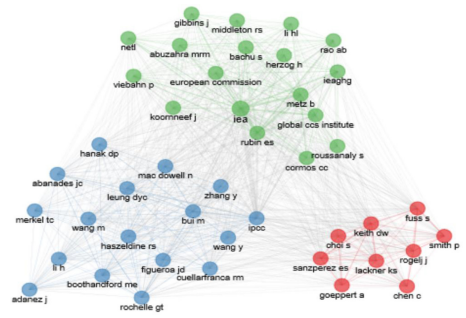 gibbins j
middleton rs
li hl
netl
abuzahra mrm
bachu s
rao ab
herzog h
viebahn p
european commission
ieaghg
metz b
koornneef j
iea
global ccs institute
rubin es
hanak dp
roussanaly s
cormos cc
mac dowell n
abanades jc
zhang y
leung dyc
merkel tc
wang m
bui m
ipcc
fuss s
keith dw
haszeldine rs
wang y
choi s
smith p
li h
figueroa jd
sanzperez es
lackner ks
rogelj j
boothandford me
cuellarfranca rm
adanez j
rochelle gt
goeppert a
chen c